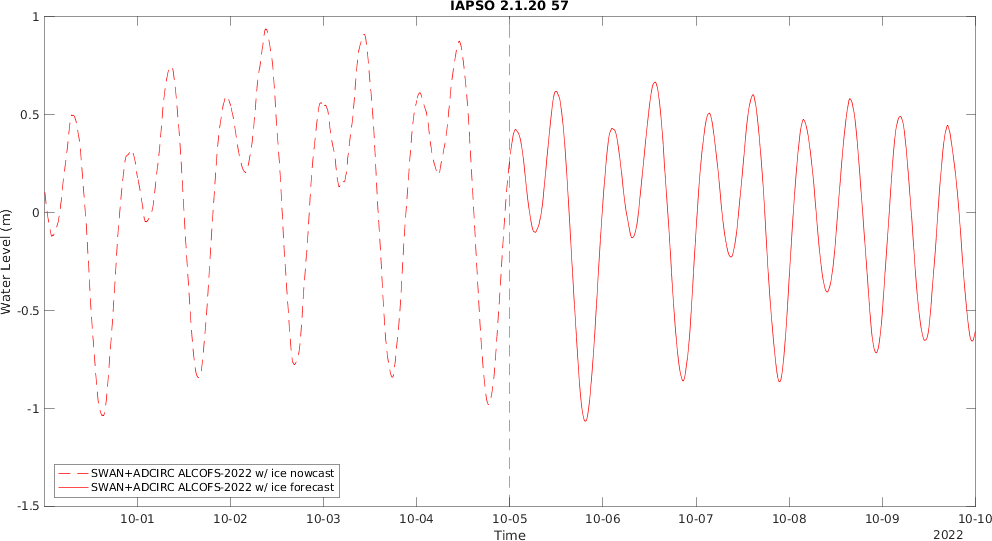 IAPSO 2.1.20 57
Water Level (m)
1
0.5
0
-0.5
-1
-1.5
SWAN+ADCIRC ALCOFS-2022 w/ ice nowcast
SWAN+ADCIRC ALCOFS-2022 w/ ice forecast
10-01 10-02 10-03 10-04 10-05 10-06 10-07 10-08 10-09 10-10
Time
2022